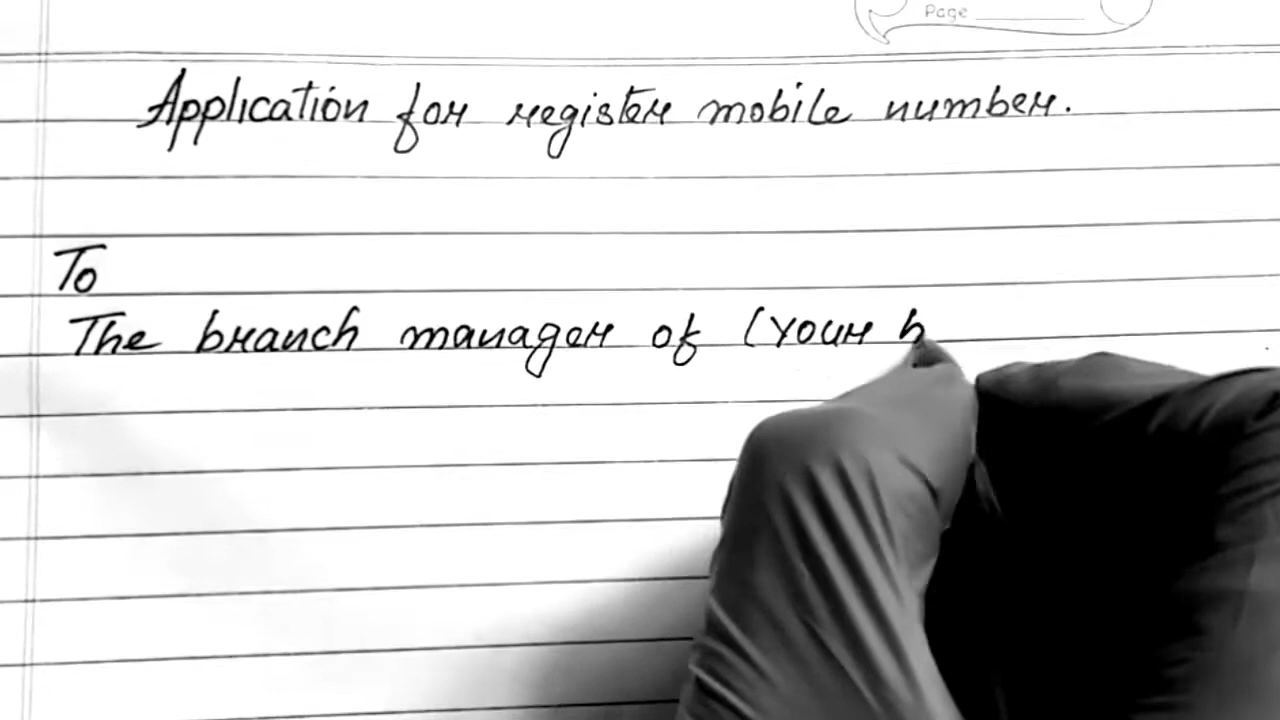 Page
Application for register mobile number.
To
The branch manager of (Your b